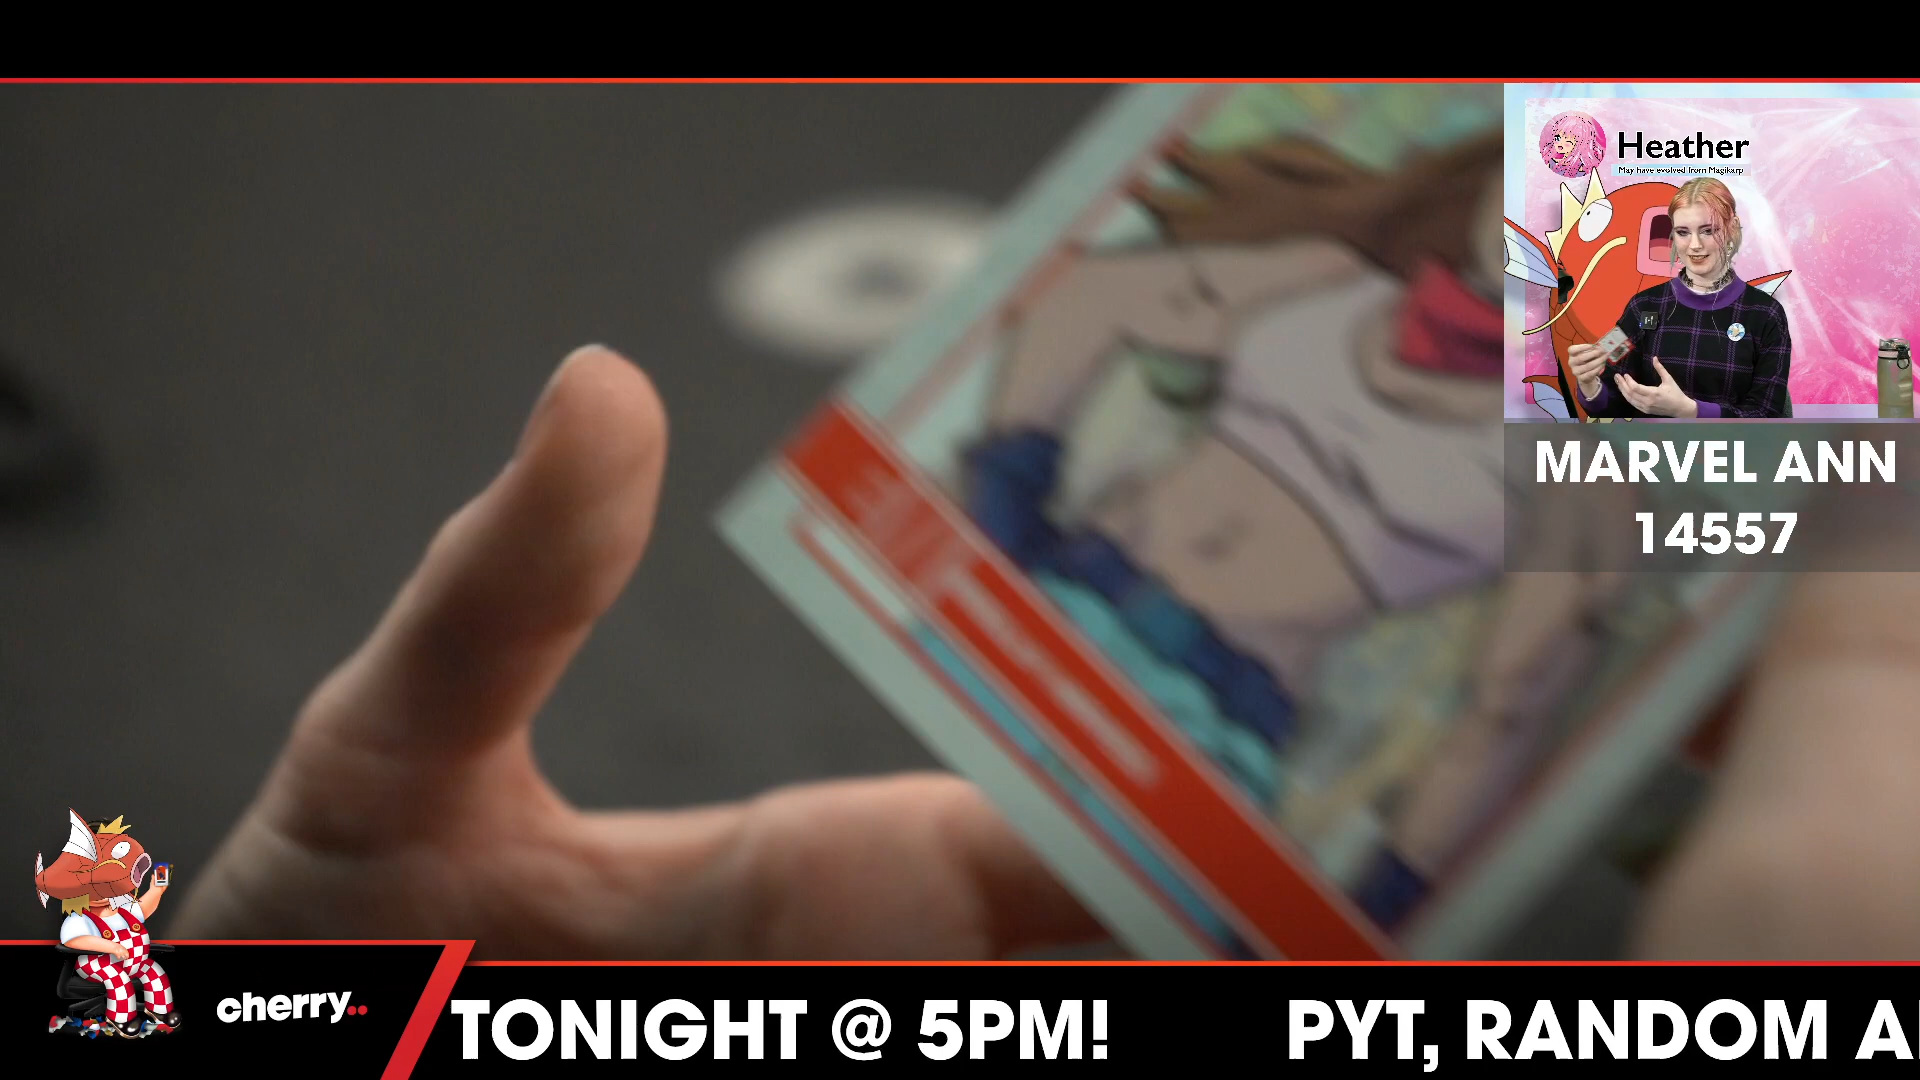 Heather
May have evolved from Magikarp
MARVEL ANN
14557
cherry..
TONIGHT @ 5PM! PYT, RANDOM A